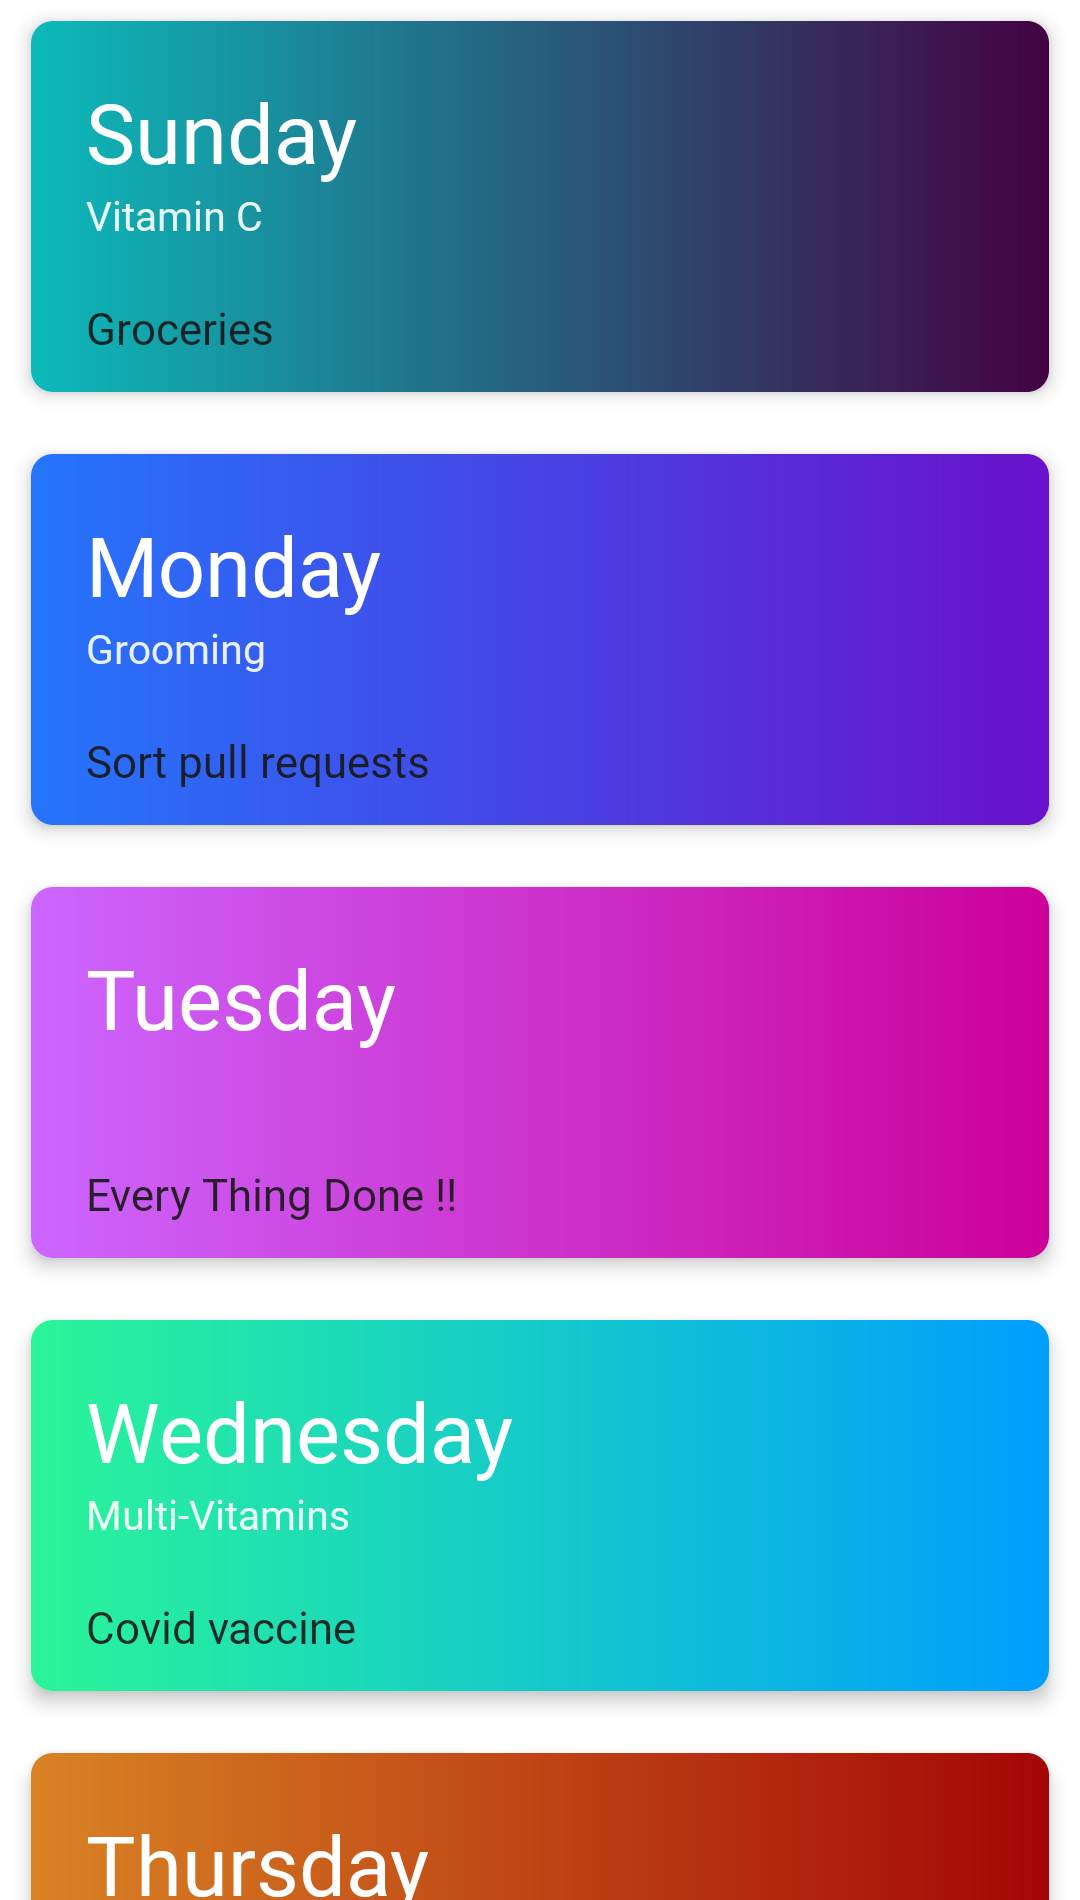 Sunday
Vitamin C
Groceries
Monday
Grooming
Sort pull requests
Tuesday
Every Thing Done !!
Wednesday
Multi-Vitamins
Covid vaccine
Thursday